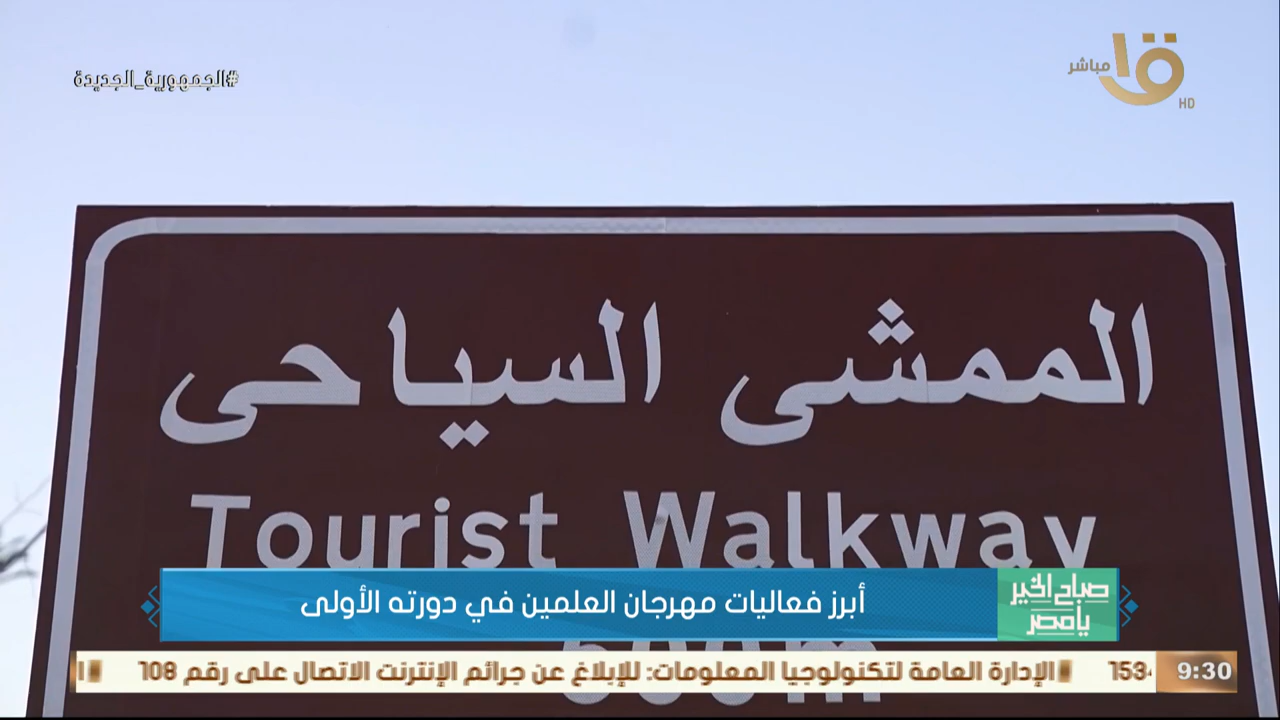 #الجمهورية_الجديدة
مباشر
HD
الممشى السياحى
Tourist Walkway
أبرز فعاليات مهرجان العلمين في دورته الأولى
صباح الخير
يا مصر
9:30
الإدارة العامة لتكنولوجيا المعلومات: للإبلاغ عن جرائم الإنترنت الاتصال على رقم 108